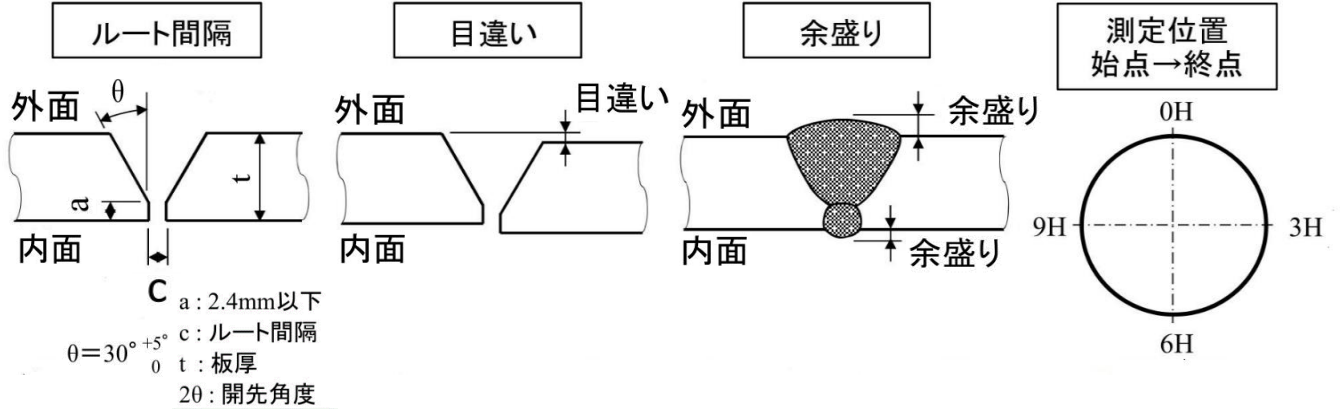 ルート間隔
外面
θ
t
a
内面
C
a : 2.4mm以下
c : ルート間隔
θ＝30° +5° 0
t : 板厚
2θ : 開先角度
目違い
外面
目違い
内面
余盛り
外面
余盛り
内面
余盛り
測定位置
始点→終点
0H
9H
3H
6H